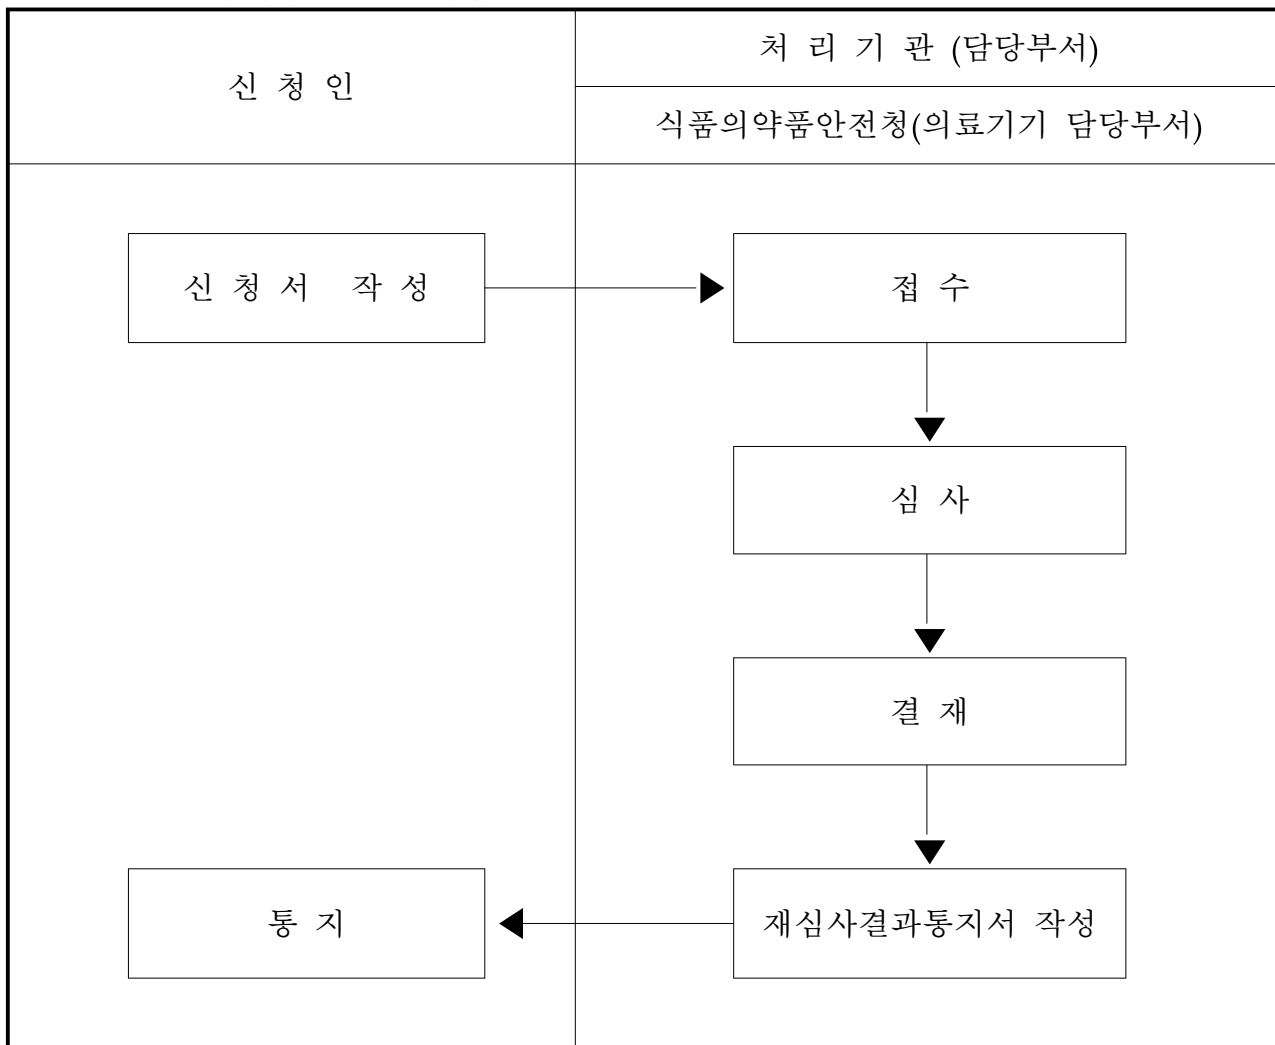 신 청 인
처 리 기 관 (담당부서)
식품의약품안전청(의료기기 담당부서)
신 청 서 작 성
접 수
심 사
결 재
재심사결과통지서 작성
통 지